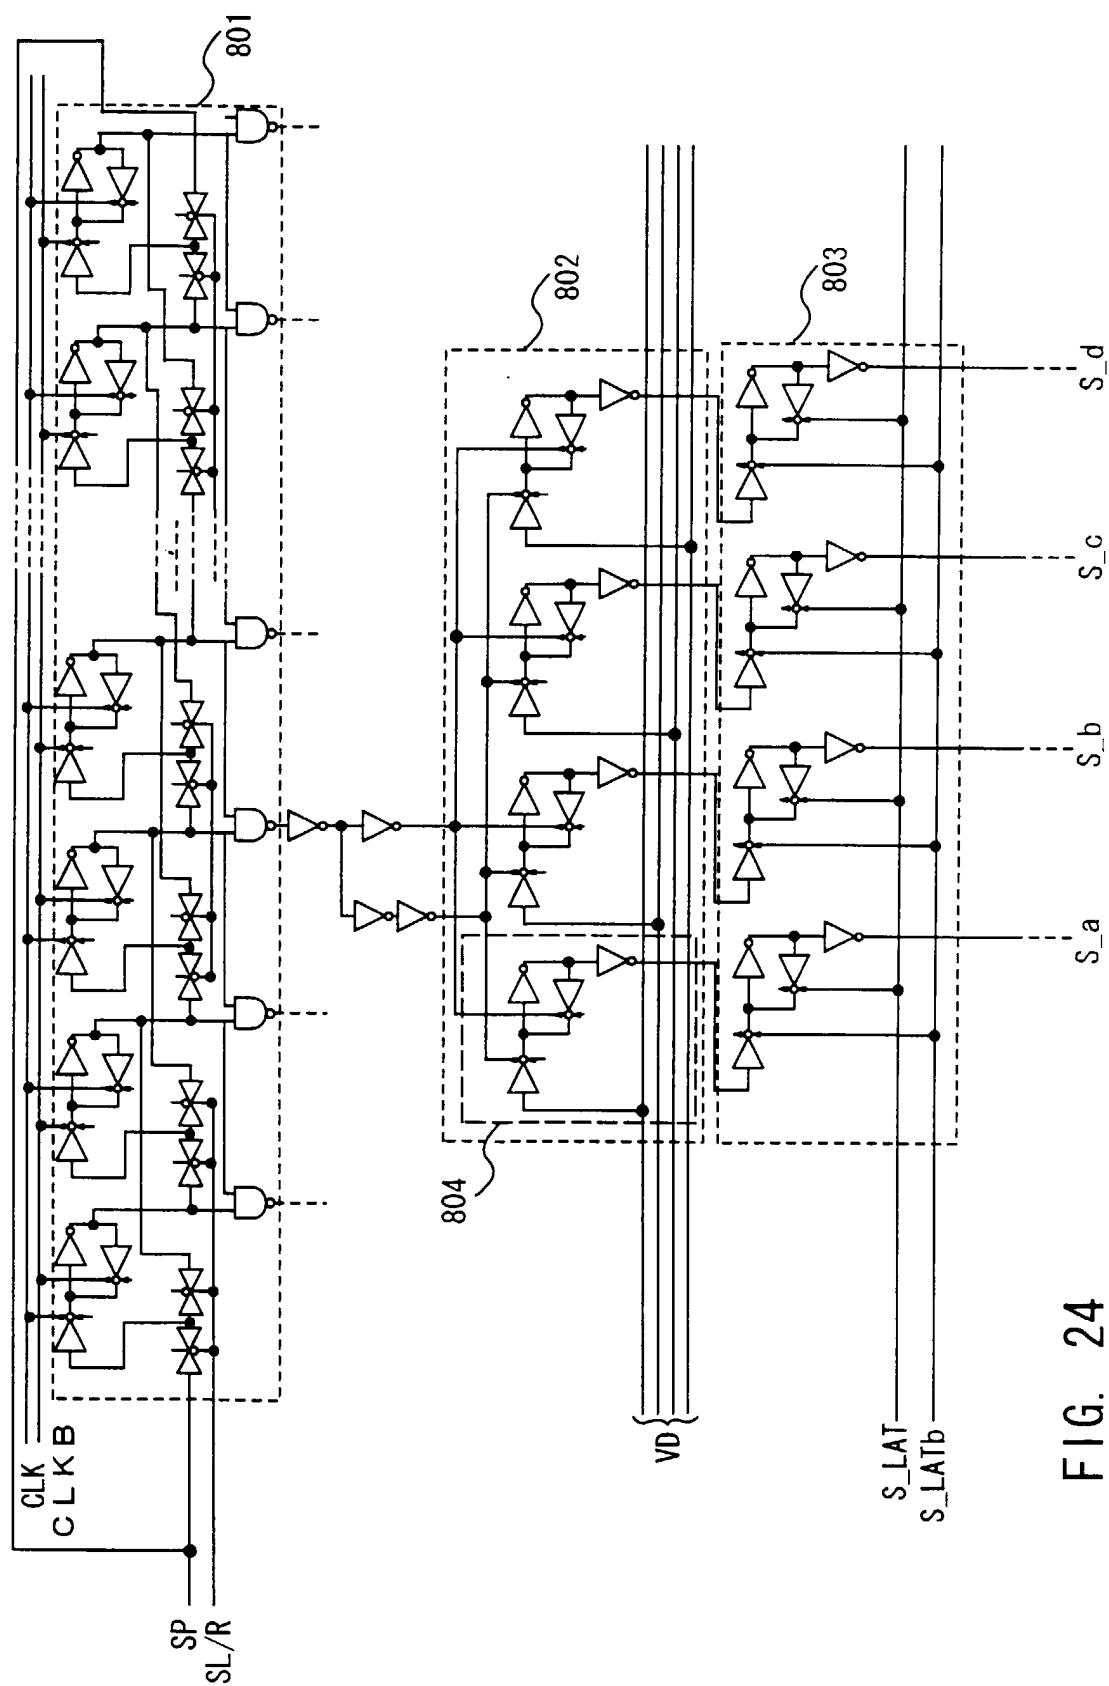 CLK
CLKB
SP
SL/R
801
802
804
VD
803
S_LAT
S_LATb
S_a
S_b
S_c
S_d
FIG. 24